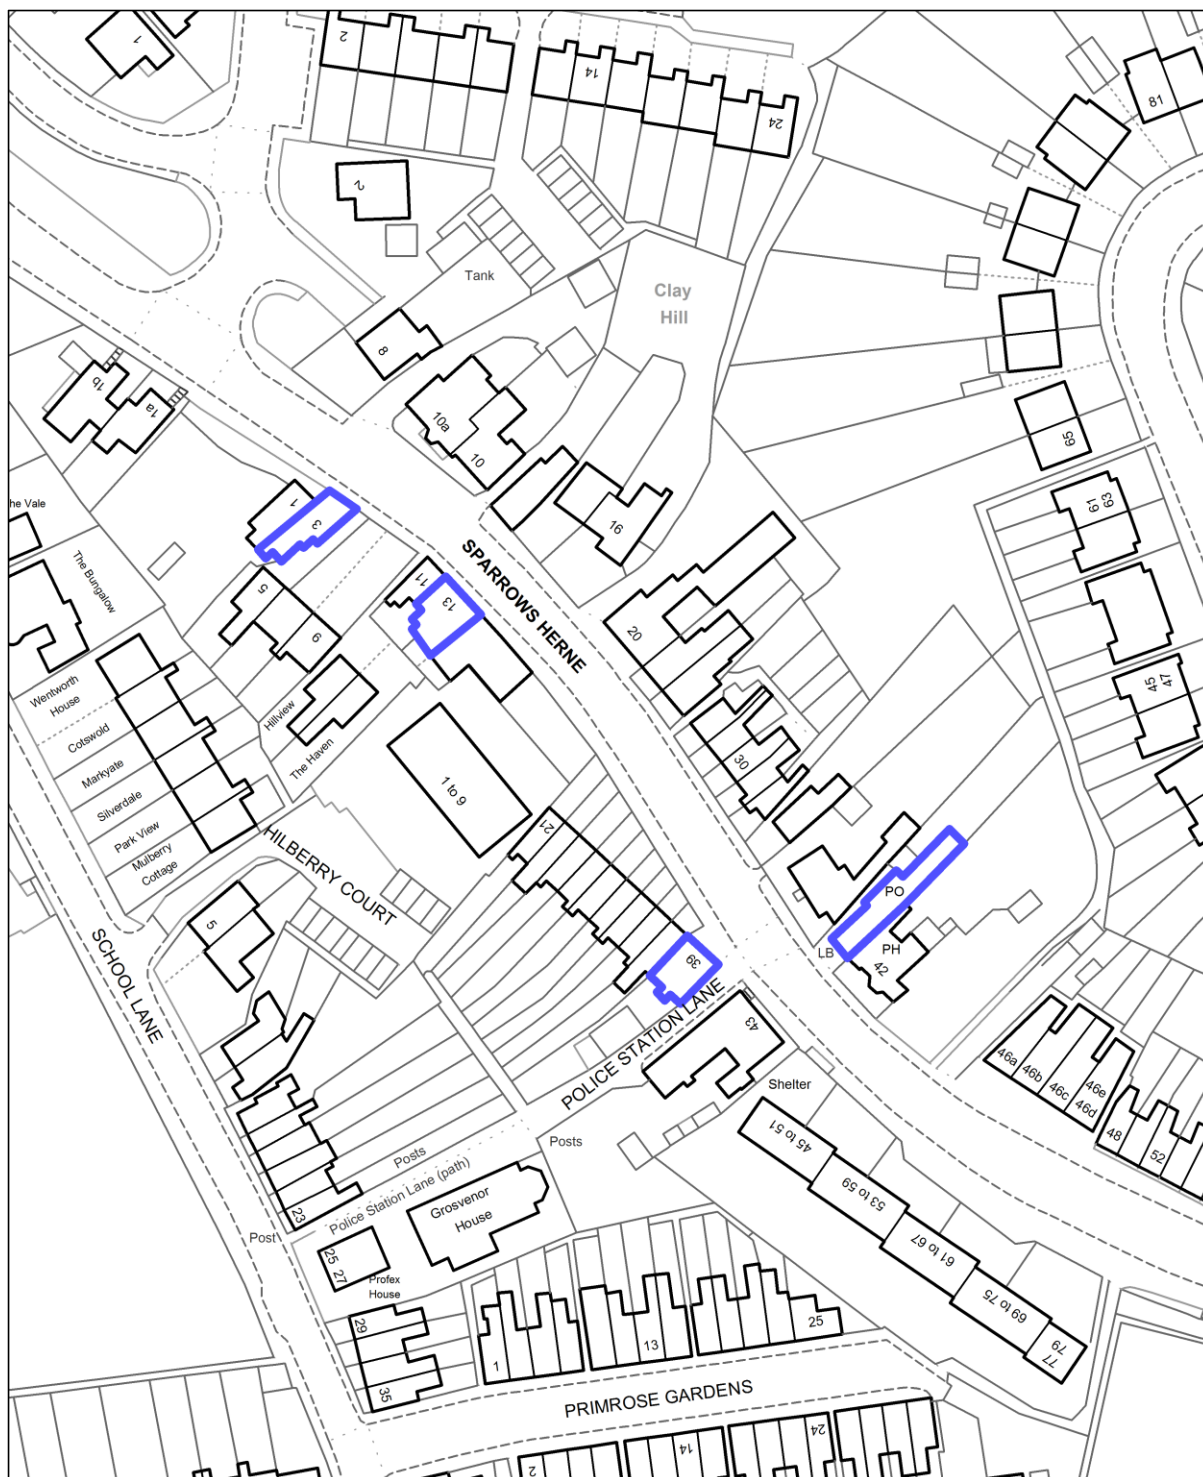 1
2
14
24
81
2
Tank
Clay
Hill
8
1b
1a
10a
10
65
1
3
16
61
63
he Vale
The Bungalow
SPARROWS HERNE
11
13
5
9
20
Wentworth
House
Cotswold
Markyate
Silverdale
Park View
Mulberry
Cottage
Hillview
The Haven
45
47
30
1 to 9
21
HILBERRY COURT
PO
PH
LB
42
5
39
SCHOOL LANE
POLICE STATION LANE
43
Shelter
46a
46b
46c
46e
46d
48
52
45 to 51
Posts
Posts
Police Station Lane (path)
53 to 59
23
Grosvenor
House
Post
61 to 67
25
27
Profex
House
69 to 75
29
1
13
25
77
79
35
PRIMROSE GARDENS
2
14
24